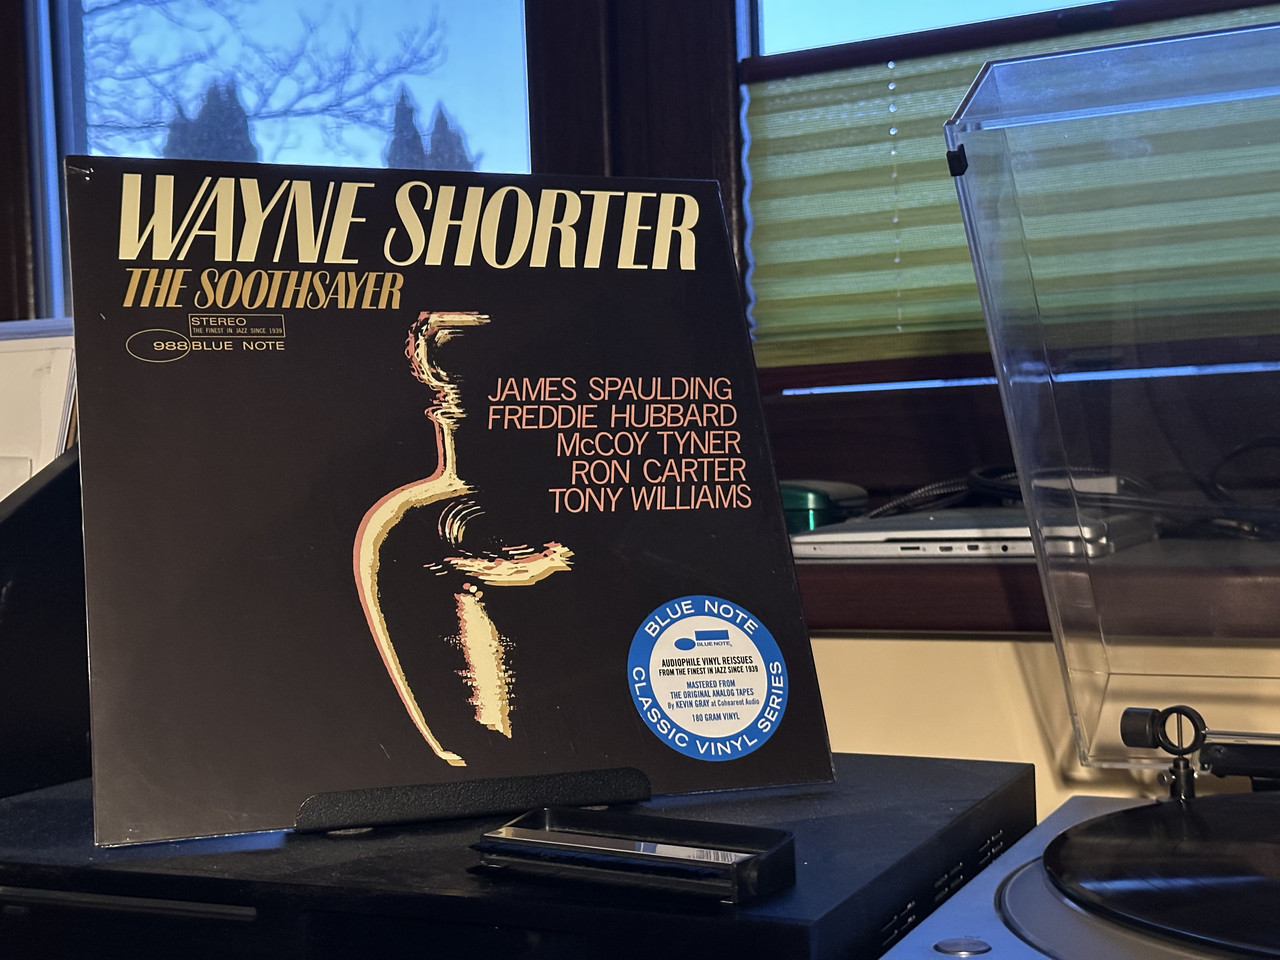 WAYNE SHORTER
THE SOOTHSAYER
STEREO
THE FINEST IN JAZZ SINCE 1939
988 BLUE NOTE
JAMES SPAULDING
FREDDIE HUBBARD
McCOY TYNER
RON CARTER
TONY WILLIAMS
BLUE NOTE
BLUE NOTE
AUDIOPHILE VINYL REISSUES
FROM THE FINEST IN JAZZ SINCE 1939
MASTERED FROM
THE ORIGINAL ANALOG TAPES
By KEVIN GRAY at Cohearent Audio
180 GRAM VINYL
CLASSIC VINYL SERIES